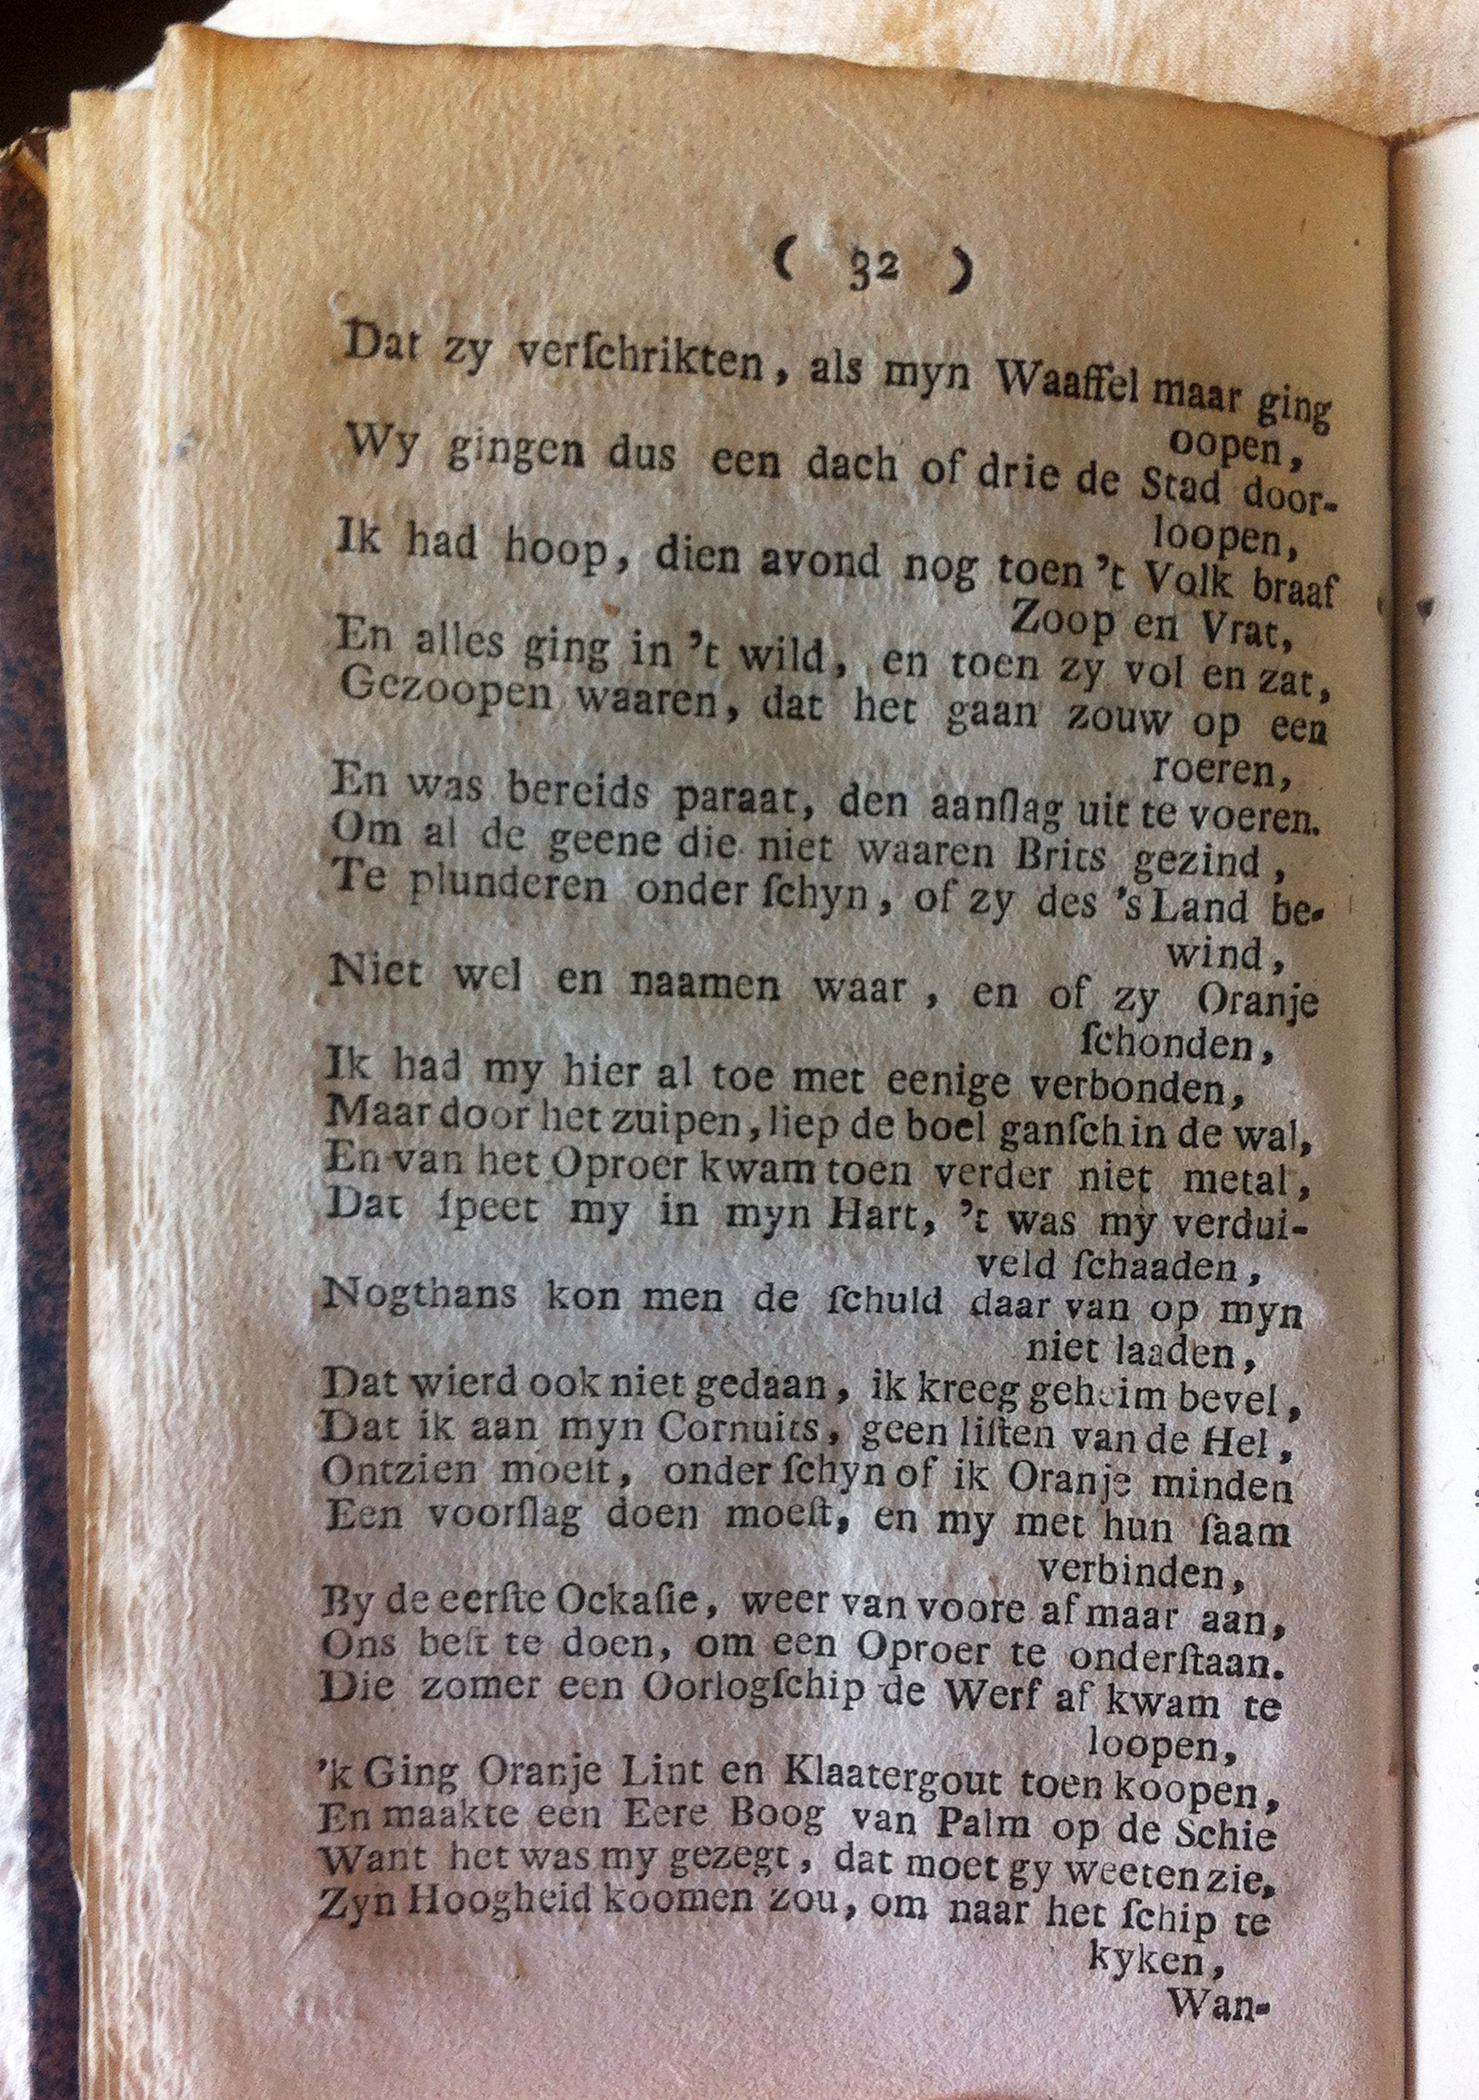 ( 32 )
Dat zy verſchrikten, als myn Waaffel maar ging
oopen,
Wy gingen dus een dach of drie de Stad door-
loopen,
Ik had hoop, dien avond nog toen 't Volk braaf
Zoop en Vrat,
En alles ging in 't wild, en toen zy vol en zat,
Gezoopen waaren, dat het gaan zouw op een
roeren,
En was bereids paraat, den aanſlag uit te voeren.
Om al de geene die niet waaren Brits gezind,
Te plunderen onder ſchyn, of zy des 's Land be-
wind,
Niet wel en naamen waar, en of zy Oranje
ſchonden,
Ik had my hier al toe met eenige verbonden,
Maar door het zuipen, liep de boel ganſch in de wal,
En van het Oproer kwam toen verder niet metal,
Dat ſpeet my in myn Hart, 't was my verdui-
veld ſchaaden,
Nogthans kon men de ſchuld daar van op myn
niet laaden,
Dat wierd ook niet gedaan, ik kreeg geheim bevel,
Dat ik aan myn Cornuits, geen liſten van de Hel,
Ontzien moeſt, onder ſchyn of ik Oranje minden
Een voorſlag doen moeſt, en my met hun ſaam
verbinden,
By de eerſte Ockaſie, weer van voore af maar aan,
Ons beſt te doen, om een Oproer te onderſtaan.
Die zomer een Oorlogſchip de Werf af kwam te
loopen,
'k Ging Oranje Lint en Klaatergout toen koopen,
En maakte een Eere Boog van Palm op de Schie
Want het was my gezegt, dat moet gy weeten zie,
Zyn Hoogheid koomen zou, om naar het ſchip te
kyken,
Wan-